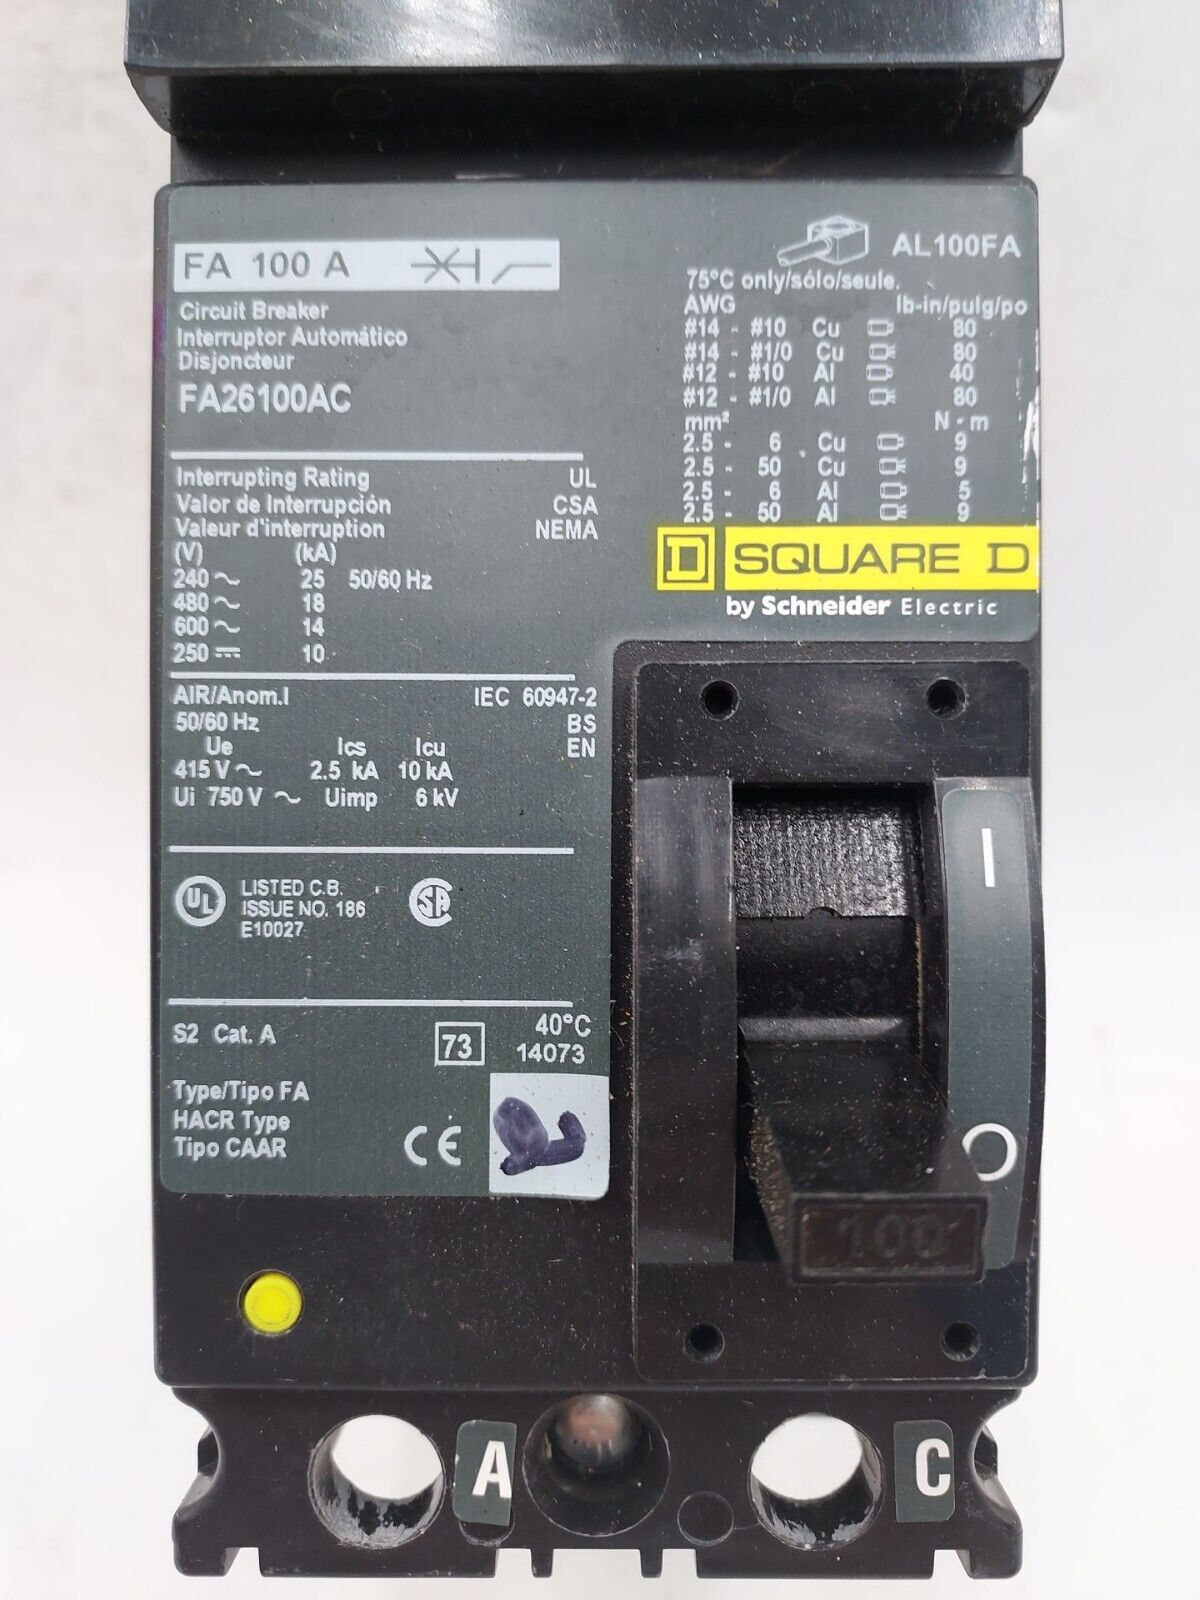 FA 100 A
Circuit Breaker
Interruptor Automático
Disjoncteur
FA26100AC
Interrupting Rating UL
Valor de Interrupción CSA
Valeur d'interruption NEMA
(V) (kA)
240 ~ 25 50/60 Hz
480 ~ 18
600 ~ 14
250 ⎓ 10
AIR/Anom.I IEC 60947-2
50/60 Hz BS
Ue Ics Icu EN
415 V ~ 2.5 kA 10 kA
Ui 750 V ~ Uimp 6 kV
UL
LISTED C.B.
ISSUE NO. 186
E10027
SA
S2 Cat. A
73
40°C
14073
Type/Tipo FA
HACR Type
Tipo CAAR
CE
AL100FA
75°C only/sólo/seule.
AWG lb-in/pulg/po
#14 - #10 Cu 80
#14 - #1/0 Cu 80
#12 - #10 Al 40
#12 - #1/0 Al 80
mm² N - m
2.5 - 6 Cu 9
2.5 - 50 Cu 9
2.5 - 6 Al 5
2.5 - 50 Al 9
D SQUARE D
by Schneider Electric
I
O
100
A
C